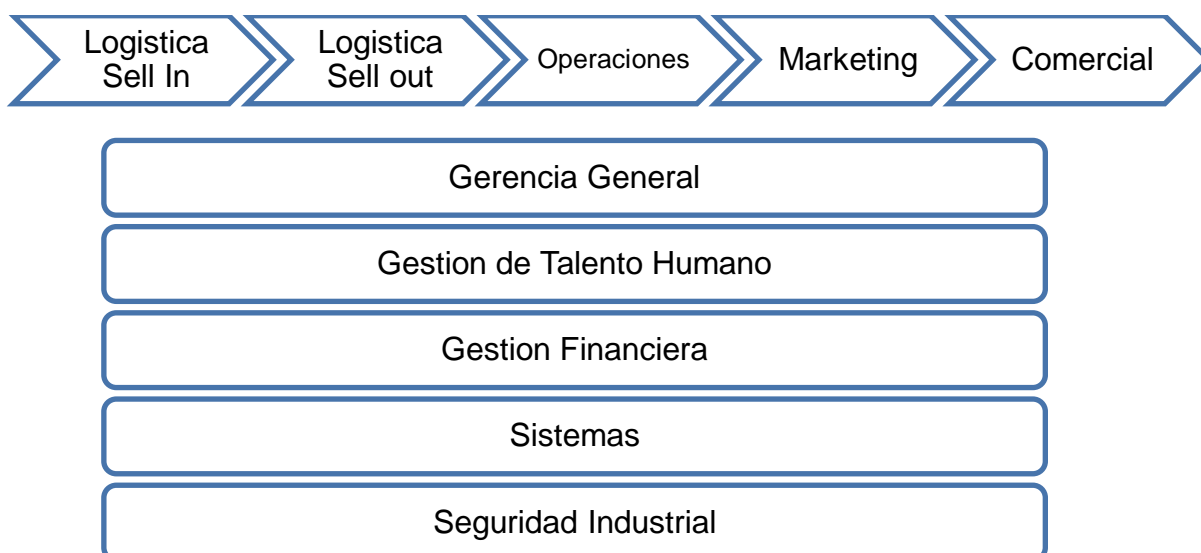 Logistica
Sell In
Logistica
Sell out
Operaciones
Marketing
Comercial
Gerencia General
Gestion de Talento Humano
Gestion Financiera
Sistemas
Seguridad Industrial